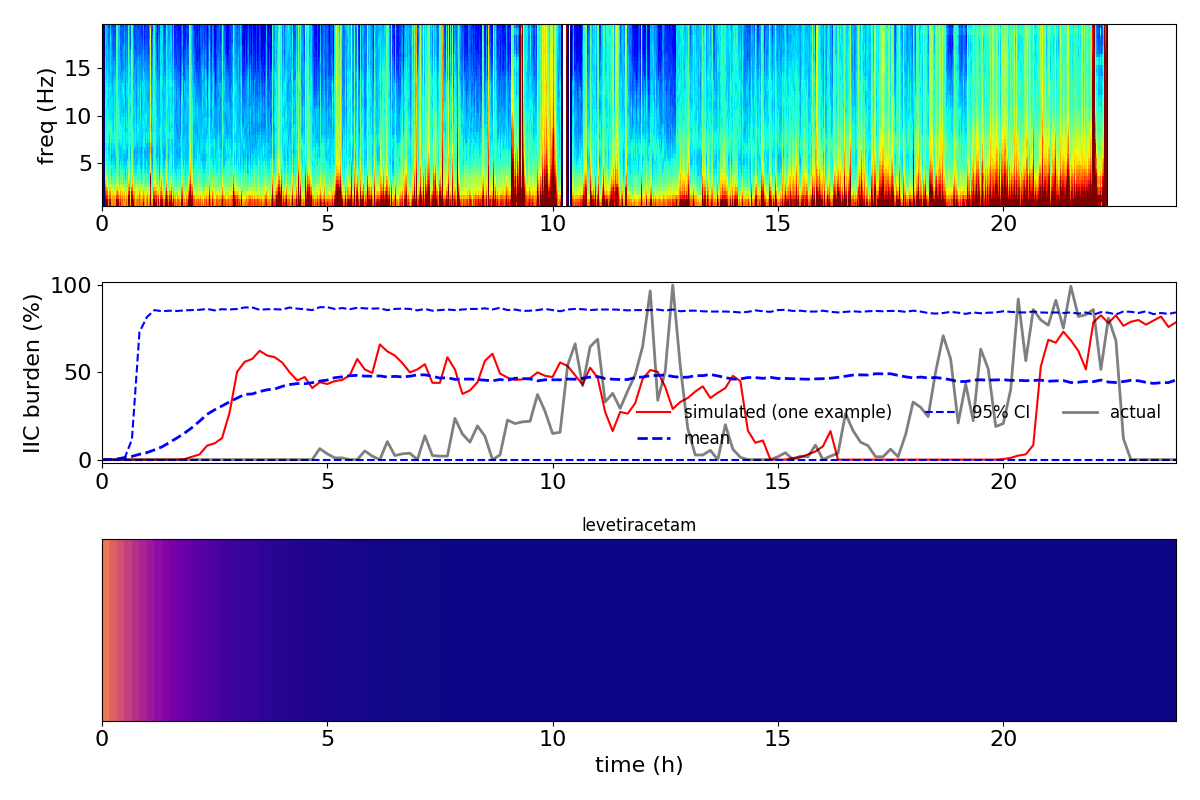 freq (Hz)
15
10
5
0 5 10 15 20
IIC burden (%)
100
50
0
simulated (one example) 95% CI actual
mean
0 5 10 15 20
levetiracetam
0 5 10 15 20
time (h)